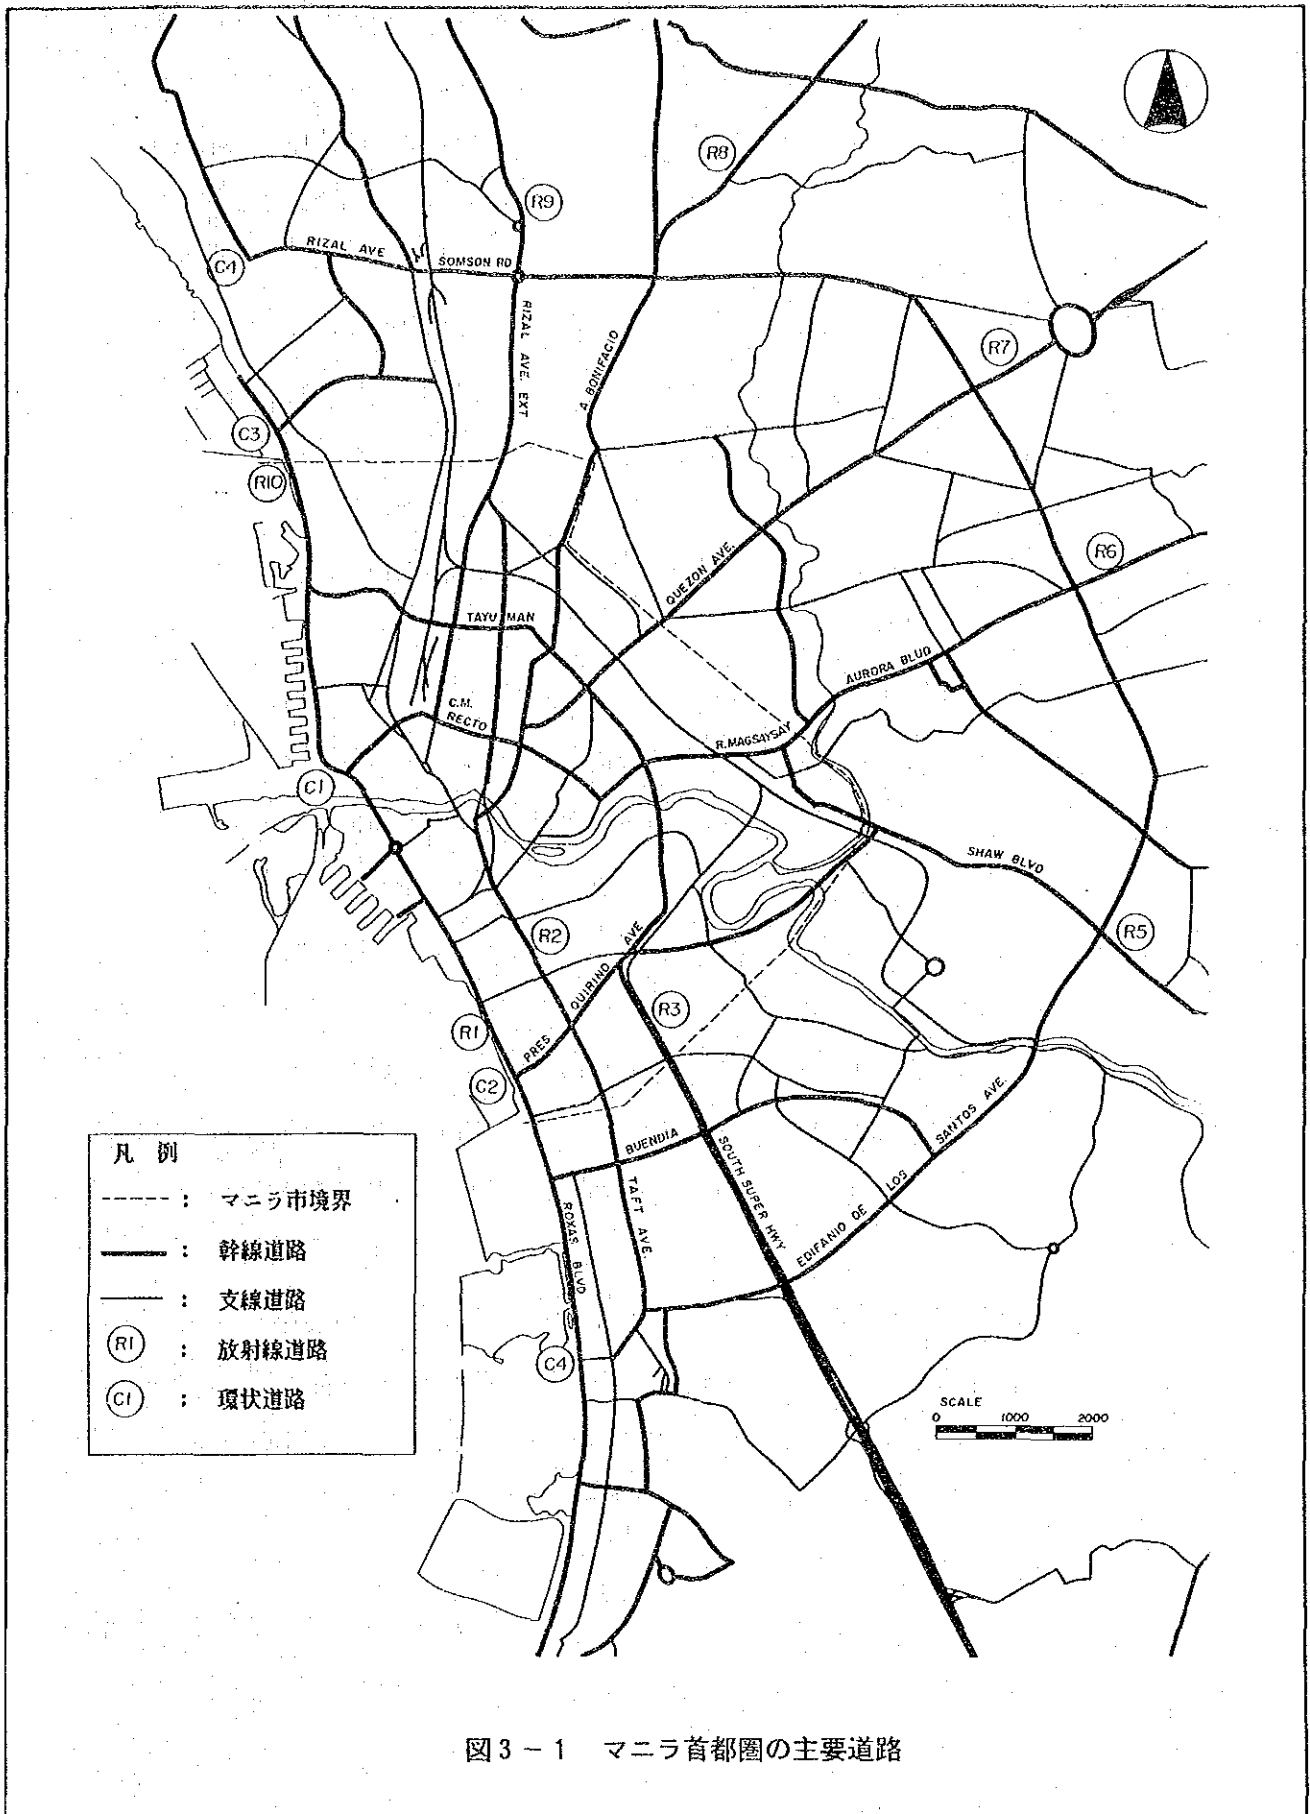 R8
R9
RIZAL AVE
SOMSON RD
C4
RIZAL AVE. EXT
A. BONIFACIO
R7
C3
R10
QUEZON AVE.
R6
TAYUMAN
AURORA BLUD
C.M.
RECTO
R.MAGSAYSAY
C1
SHAW BLVD
R2
R5
PRES QUIRINO AVE
R3
R1
C2
BUENDIA
SOUTH SUPER HWY
EDIFANIO DE LOS SANTOS AVE.
TAFT AVE.
ROXAS BLVD
C4
凡 例
: マニラ市境界
: 幹線道路
: 支線道路
R1 : 放射線道路
C1 : 環状道路
SCALE
0 1000 2000
図3-1 マニラ首都圏の主要道路